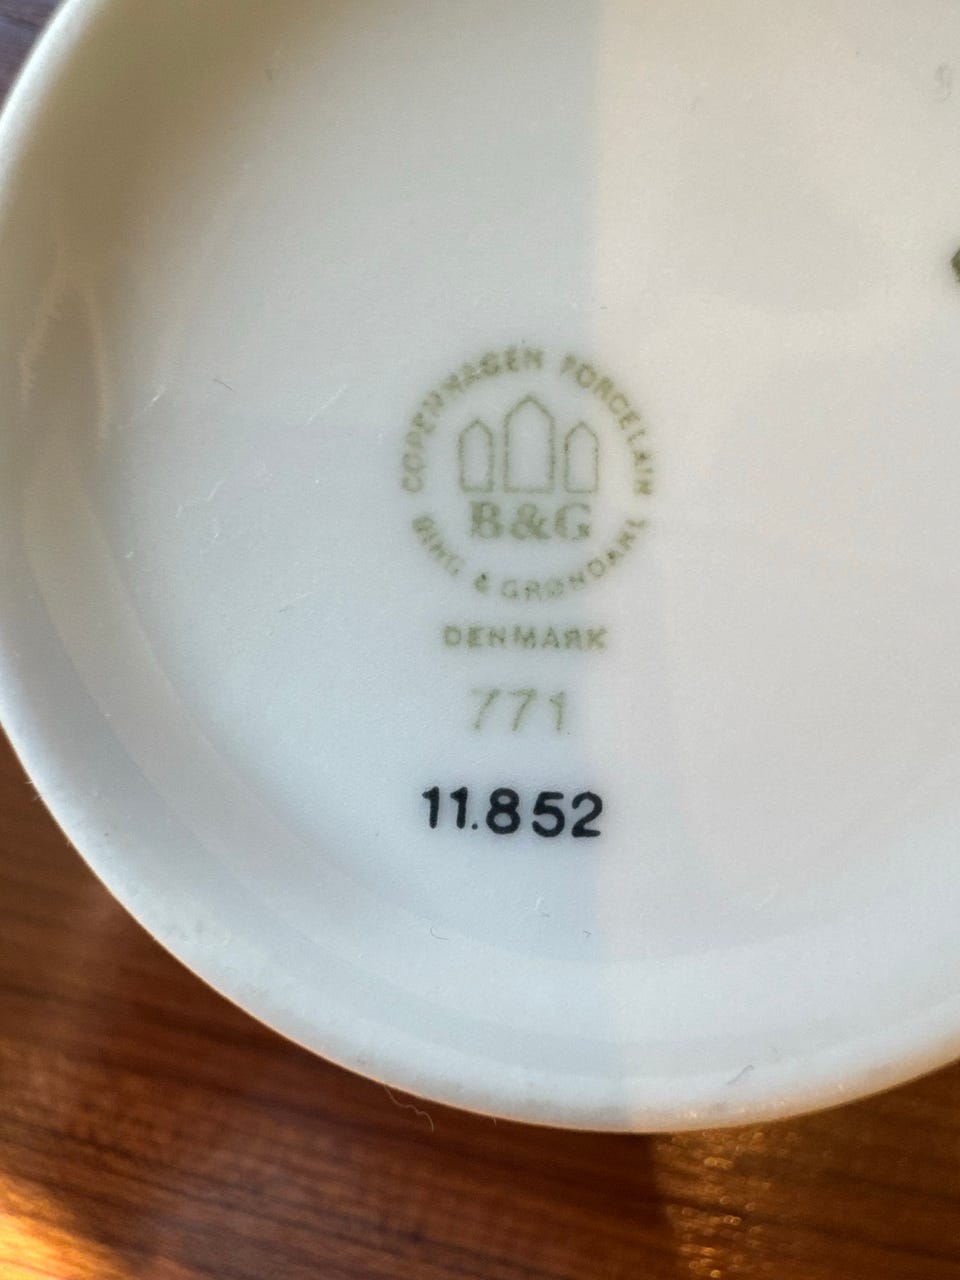 COPENHAGEN PORCELAIN
B&G
BING & GRØNDAHL
DENMARK
771
11.852